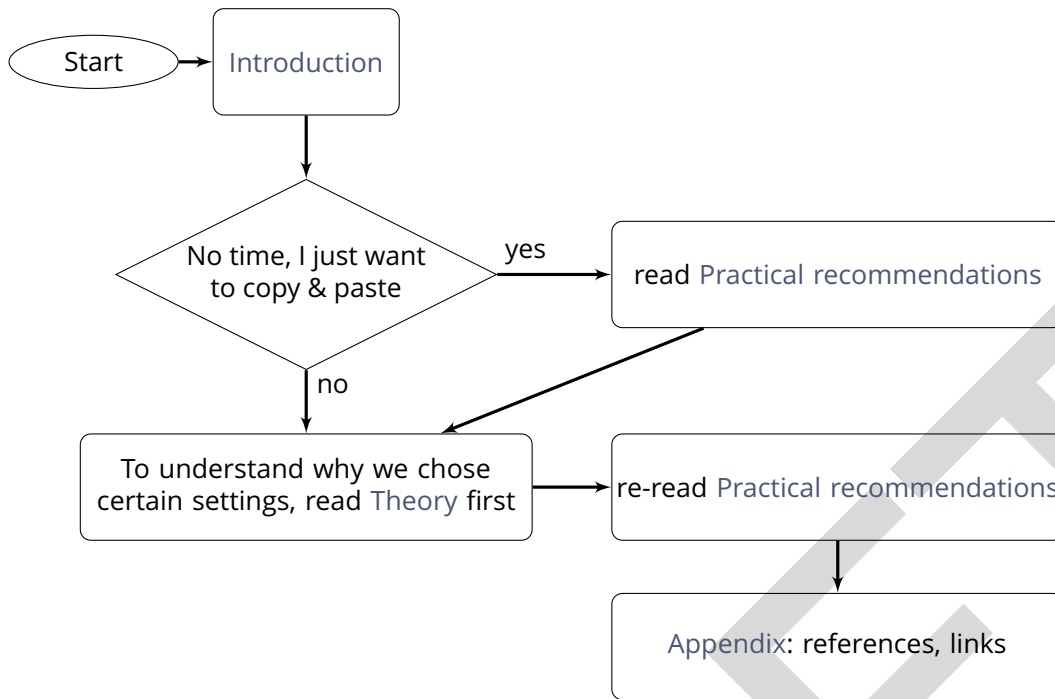 Start
Introduction
No time, I just want
to copy & paste
yes
read Practical recommendations
no
To understand why we chose
certain settings, read Theory first
re-read Practical recommendations
Appendix: references, links